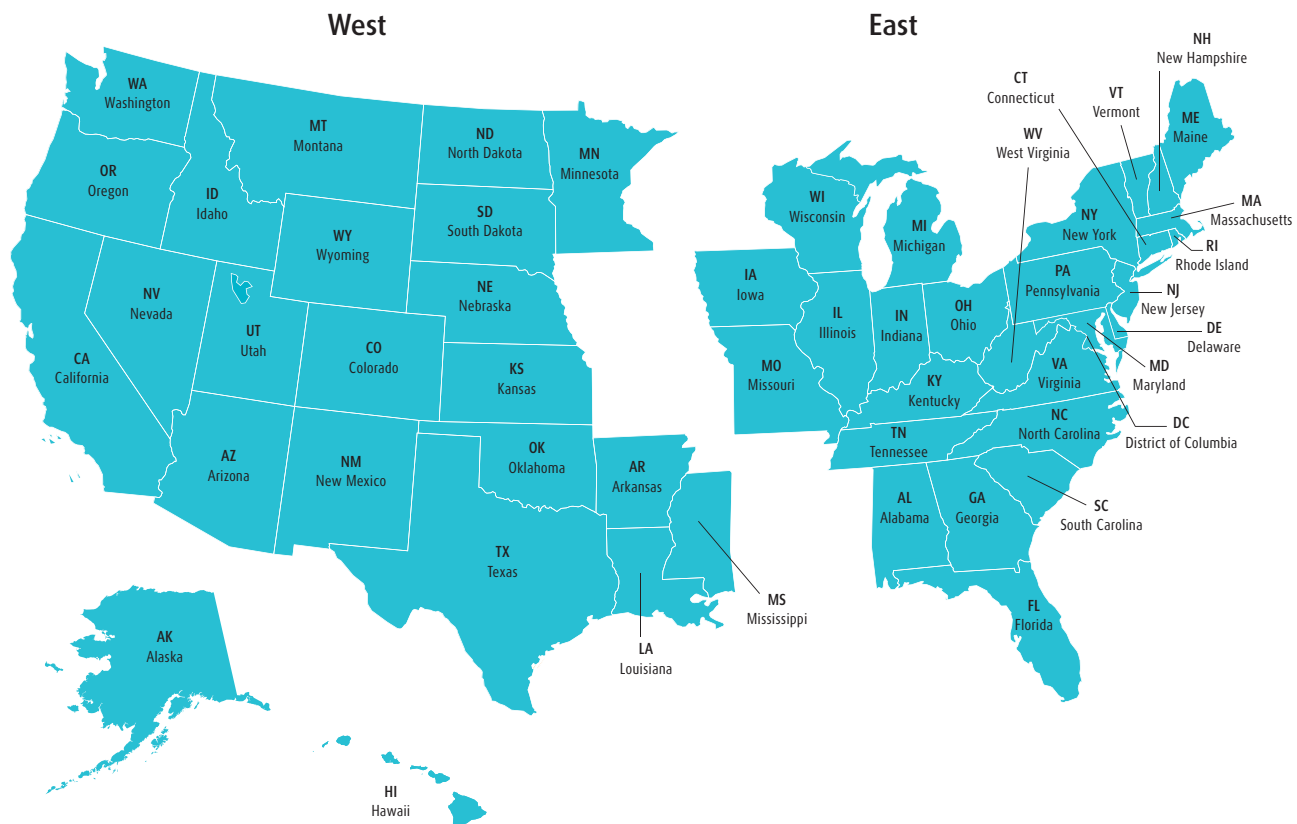 West
East
WA
Washington
OR
Oregon
ID
Idaho
MT
Montana
WY
Wyoming
ND
North Dakota
SD
South Dakota
MN
Minnesota
NE
Nebraska
NV
Nevada
UT
Utah
CO
Colorado
CA
California
KS
Kansas
AZ
Arizona
NM
New Mexico
OK
Oklahoma
AR
Arkansas
TX
Texas
MS
Mississippi
LA
Louisiana
AK
Alaska
HI
Hawaii
NH
New Hampshire
CT
Connecticut
VT
Vermont
ME
Maine
WV
West Virginia
WI
Wisconsin
MI
Michigan
NY
New York
MA
Massachusetts
RI
Rhode Island
IA
Iowa
PA
Pennsylvania
NJ
New Jersey
IL
Illinois
IN
Indiana
OH
Ohio
DE
Delaware
MO
Missouri
KY
Kentucky
VA
Virginia
MD
Maryland
TN
Tennessee
NC
North Carolina
DC
District of Columbia
AL
Alabama
GA
Georgia
SC
South Carolina
FL
Florida